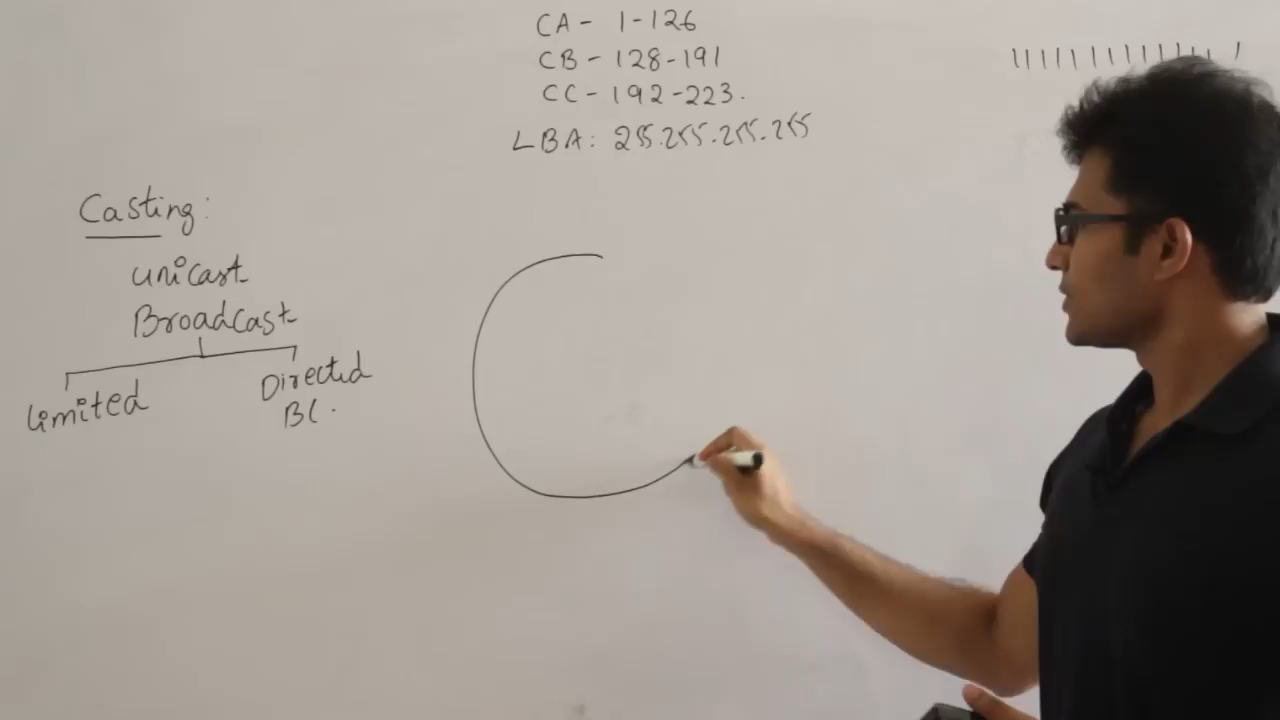 CA - 1-126
CB - 128-191
CC - 192-223.
LBA: 255.255.255.255
Casting:
unicast
Broadcast
limited
Directed
BC.